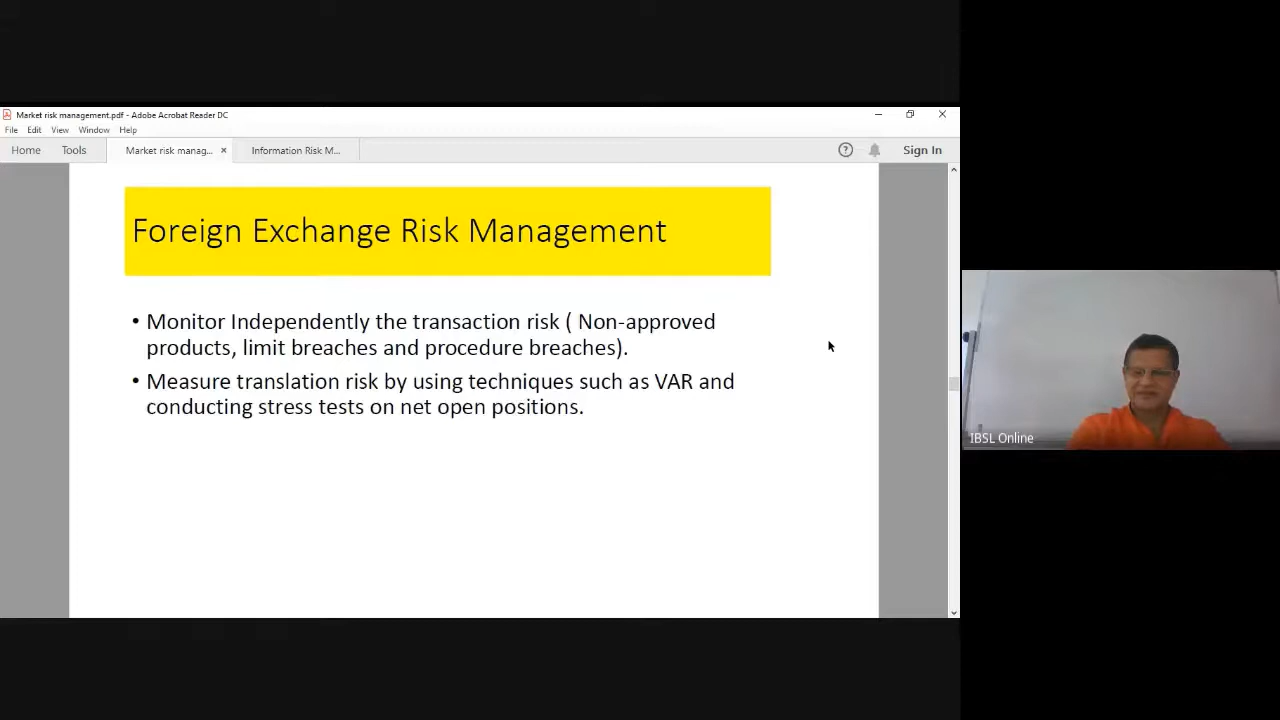 Market risk management.pdf - Adobe Acrobat Reader DC
File Edit View Window Help
Home Tools Market risk manag... × Information Risk M... ? Sign In
Foreign Exchange Risk Management
• Monitor Independently the transaction risk ( Non-approved
products, limit breaches and procedure breaches).
• Measure translation risk by using techniques such as VAR and
conducting stress tests on net open positions.
IBSL Online